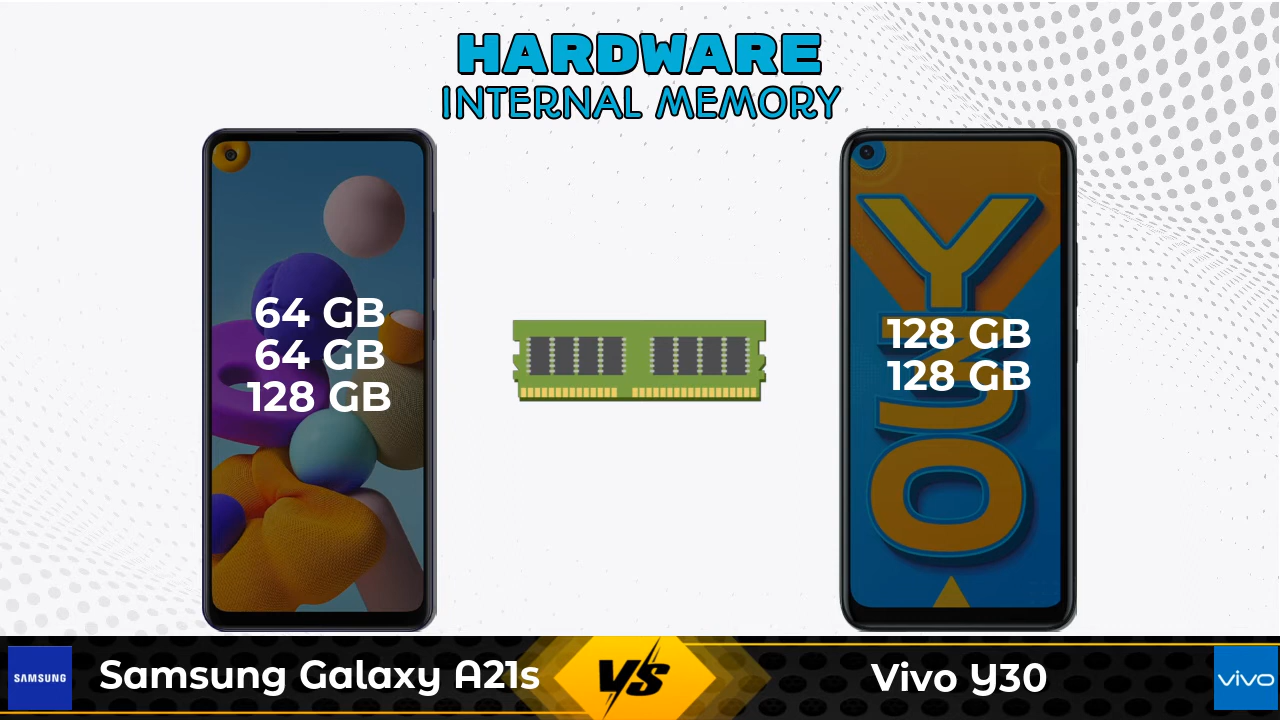 HARDWARE
INTERNAL MEMORY
64 GB
64 GB
128 GB
Y30
128 GB
128 GB
SAMSUNG
Samsung Galaxy A21s
VS
Vivo Y30
vivo